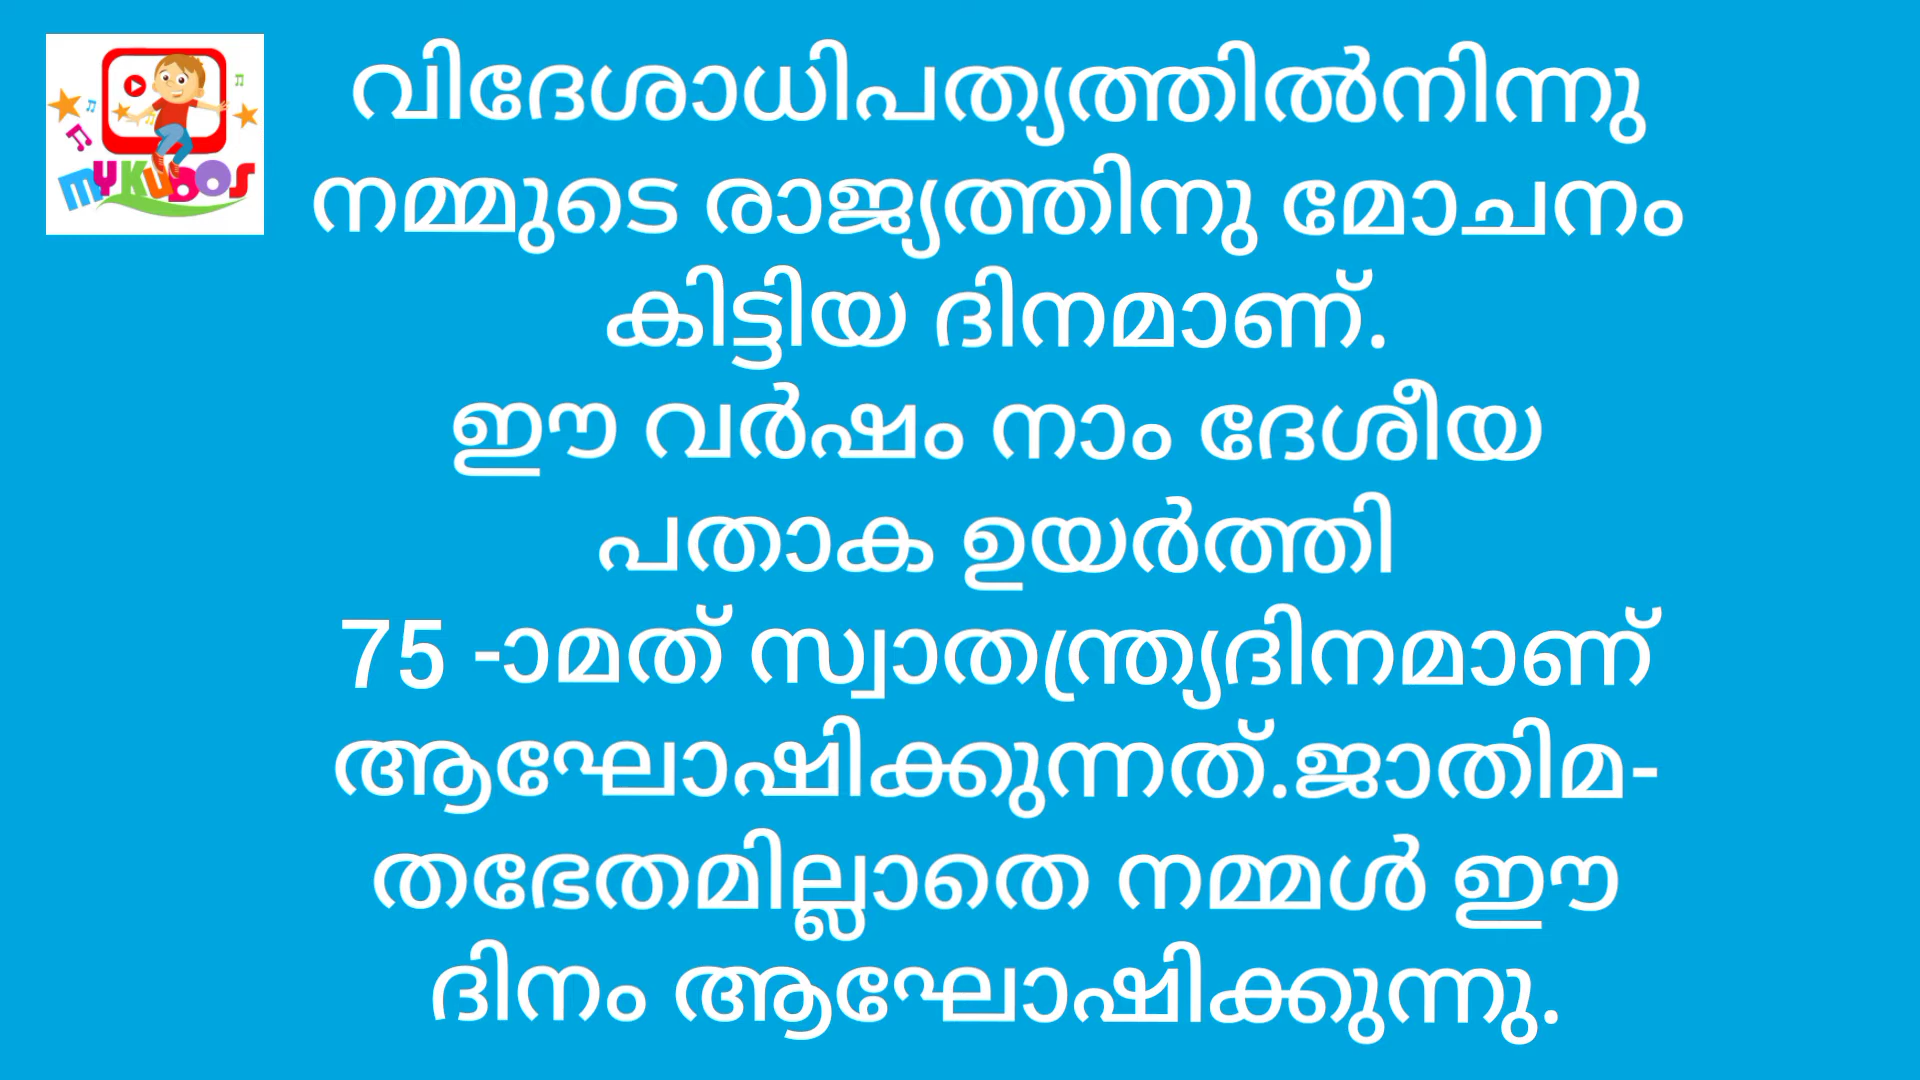 MYKUDOS
വിദേശാധിപത്യത്തിൽനിന്നു
നമ്മുടെ രാജ്യത്തിനു മോചനം
കിട്ടിയ ദിനമാണ്.
ഈ വർഷം നാം ദേശീയ
പതാക ഉയർത്തി
75 -ാമത് സ്വാതന്ത്ര്യദിനമാണ്
ആഘോഷിക്കുന്നത്.ജാതിമ-
തഭേതമില്ലാതെ നമ്മൾ ഈ
ദിനം ആഘോഷിക്കുന്നു.